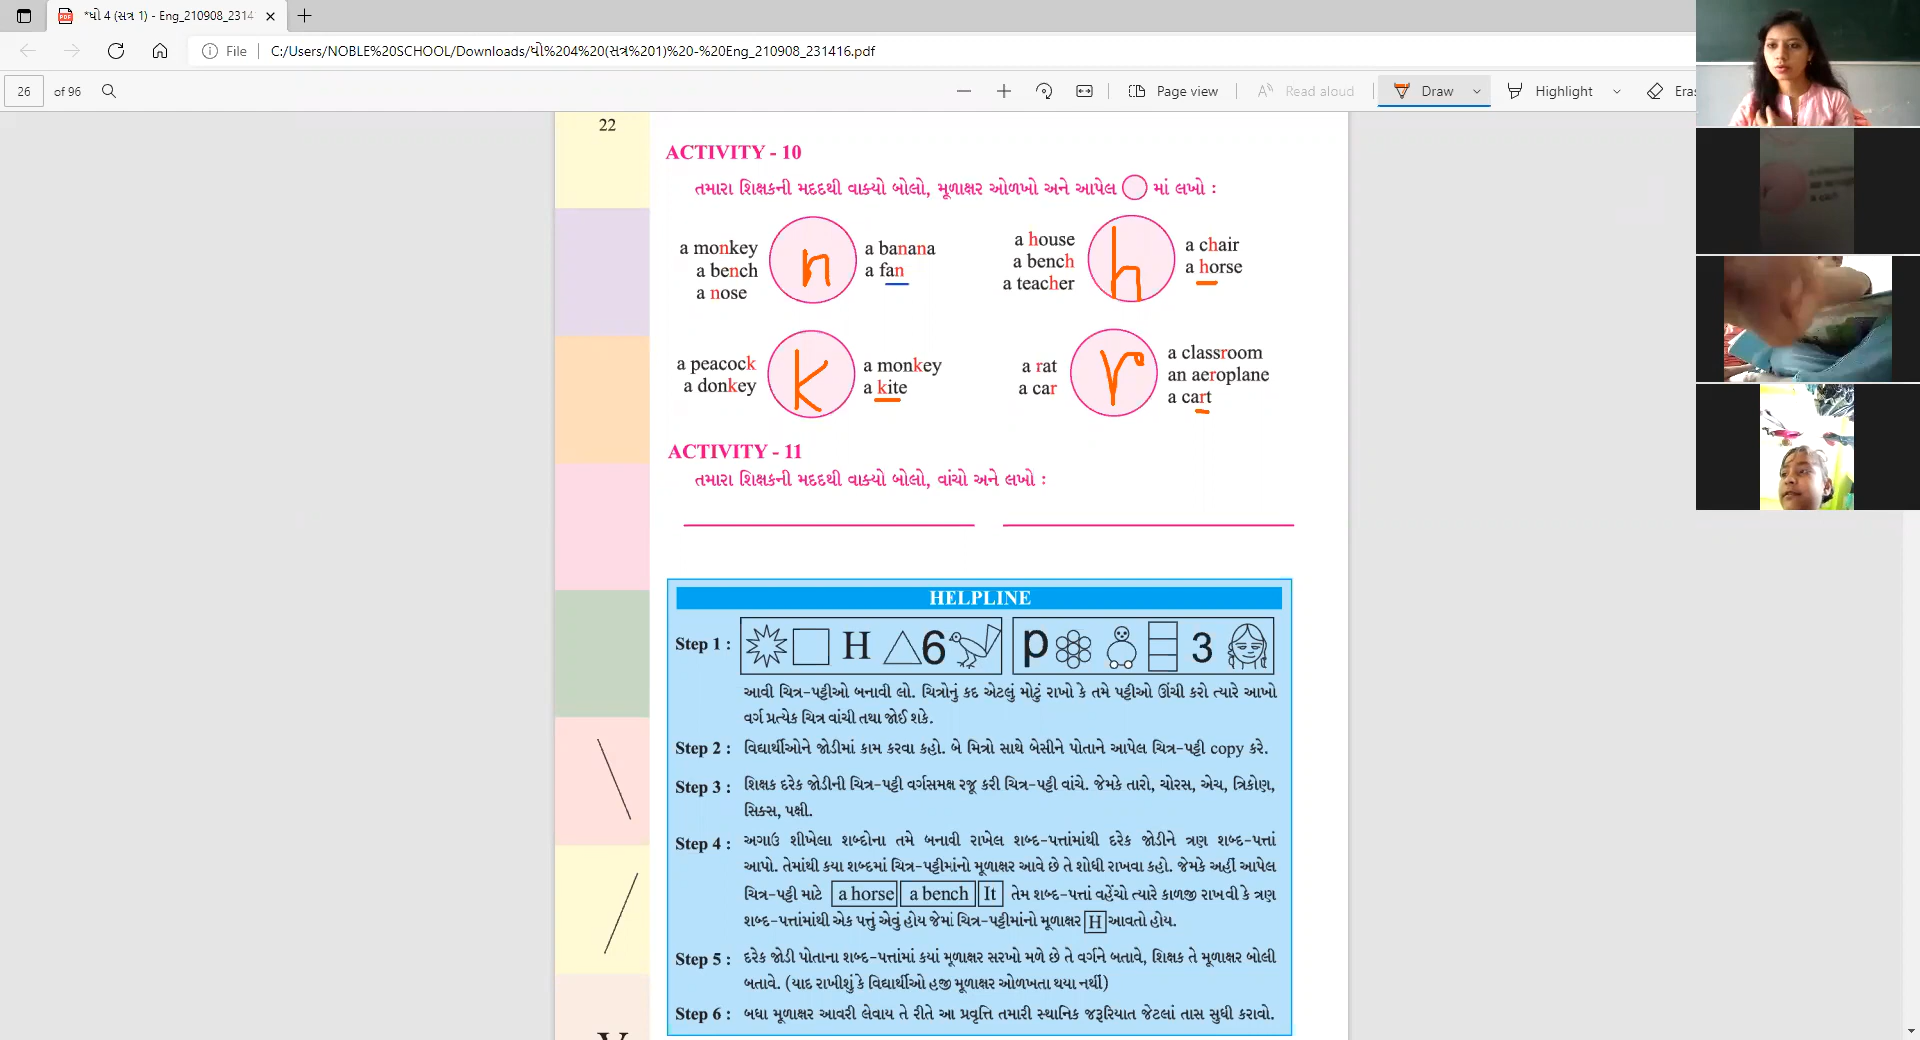 *ધો 4 (સત્ર 1) - Eng_210908_2314
File
C:/Users/NOBLE%20SCHOOL/Downloads/ધો%204%20(સત્ર%201)%20-%20Eng_210908_231416.pdf
26 of 96
Page view
Read aloud
Draw
Highlight
Eras
22
ACTIVITY - 10
તમારા શિક્ષકની મદદથી વાક્યો બોલો, મૂળાક્ષર ઓળખો અને આપેલ માં લખો :
a monkey
a bench
a nose
n
a banana
a fan
a house
a bench
a teacher
h
a chair
a horse
a peacock
a donkey
k
a monkey
a kite
a rat
a car
r
a classroom
an aeroplane
a cart
ACTIVITY - 11
તમારા શિક્ષકની મદદથી વાક્યો બોલો, વાંચો અને લખો :
HELPLINE
Step 1 : H 6 p 3
આવી ચિત્ર-પટ્ટીઓ બનાવી લો. ચિત્રોનું કદ એટલું મોટું રાખો કે તમે પટ્ટીઓ ઊંચી કરો ત્યારે આખો
વર્ગ પ્રત્યેક ચિત્ર વાંચી તથા જોઈ શકે.
Step 2 : વિદ્યાર્થીઓને જોડીમાં કામ કરવા કહો. બે મિત્રો સાથે બેસીને પોતાને આપેલ ચિત્ર-પટ્ટી copy કરે.
Step 3 : શિક્ષક દરેક જોડીની ચિત્ર-પટ્ટી વર્ગસમક્ષ રજૂ કરી ચિત્ર-પટ્ટી વાંચે. જેમકે તારો, ચોરસ, એચ, ત્રિકોણ,
સિક્સ, પક્ષી.
Step 4 : અગાઉ શીખેલા શબ્દોના તમે બનાવી રાખેલ શબ્દ-પત્તાંમાંથી દરેક જોડીને ત્રણ શબ્દ-પત્તાં
આપો. તેમાંથી કયા શબ્દમાં ચિત્ર-પટ્ટીમાંનો મૂળાક્ષર આવે છે તે શોધી રાખવા કહો. જેમકે અહીં આપેલ
ચિત્ર-પટ્ટી માટે a horse a bench It તેમ શબ્દ-પત્તાં વહેંચો ત્યારે કાળજી રાખવી કે ત્રણ
શબ્દ-પત્તાંમાંથી એક પત્તું એવું હોય જેમાં ચિત્ર-પટ્ટીમાંનો મૂળાક્ષર H આવતો હોય.
Step 5 : દરેક જોડી પોતાના શબ્દ-પત્તાંમાં કયાં મૂળાક્ષર સરખો મળે છે તે વર્ગને બતાવે, શિક્ષક તે મૂળાક્ષર બોલી
બતાવે. (યાદ રાખીશું કે વિદ્યાર્થીઓ હજી મૂળાક્ષર ઓળખતા થયા નથી)
Step 6 : બધા મૂળાક્ષર આવરી લેવાય તે રીતે આ પ્રવૃત્તિ તમારી સ્થાનિક જરૂરિયાત જેટલાં તાસ સુધી કરાવો.